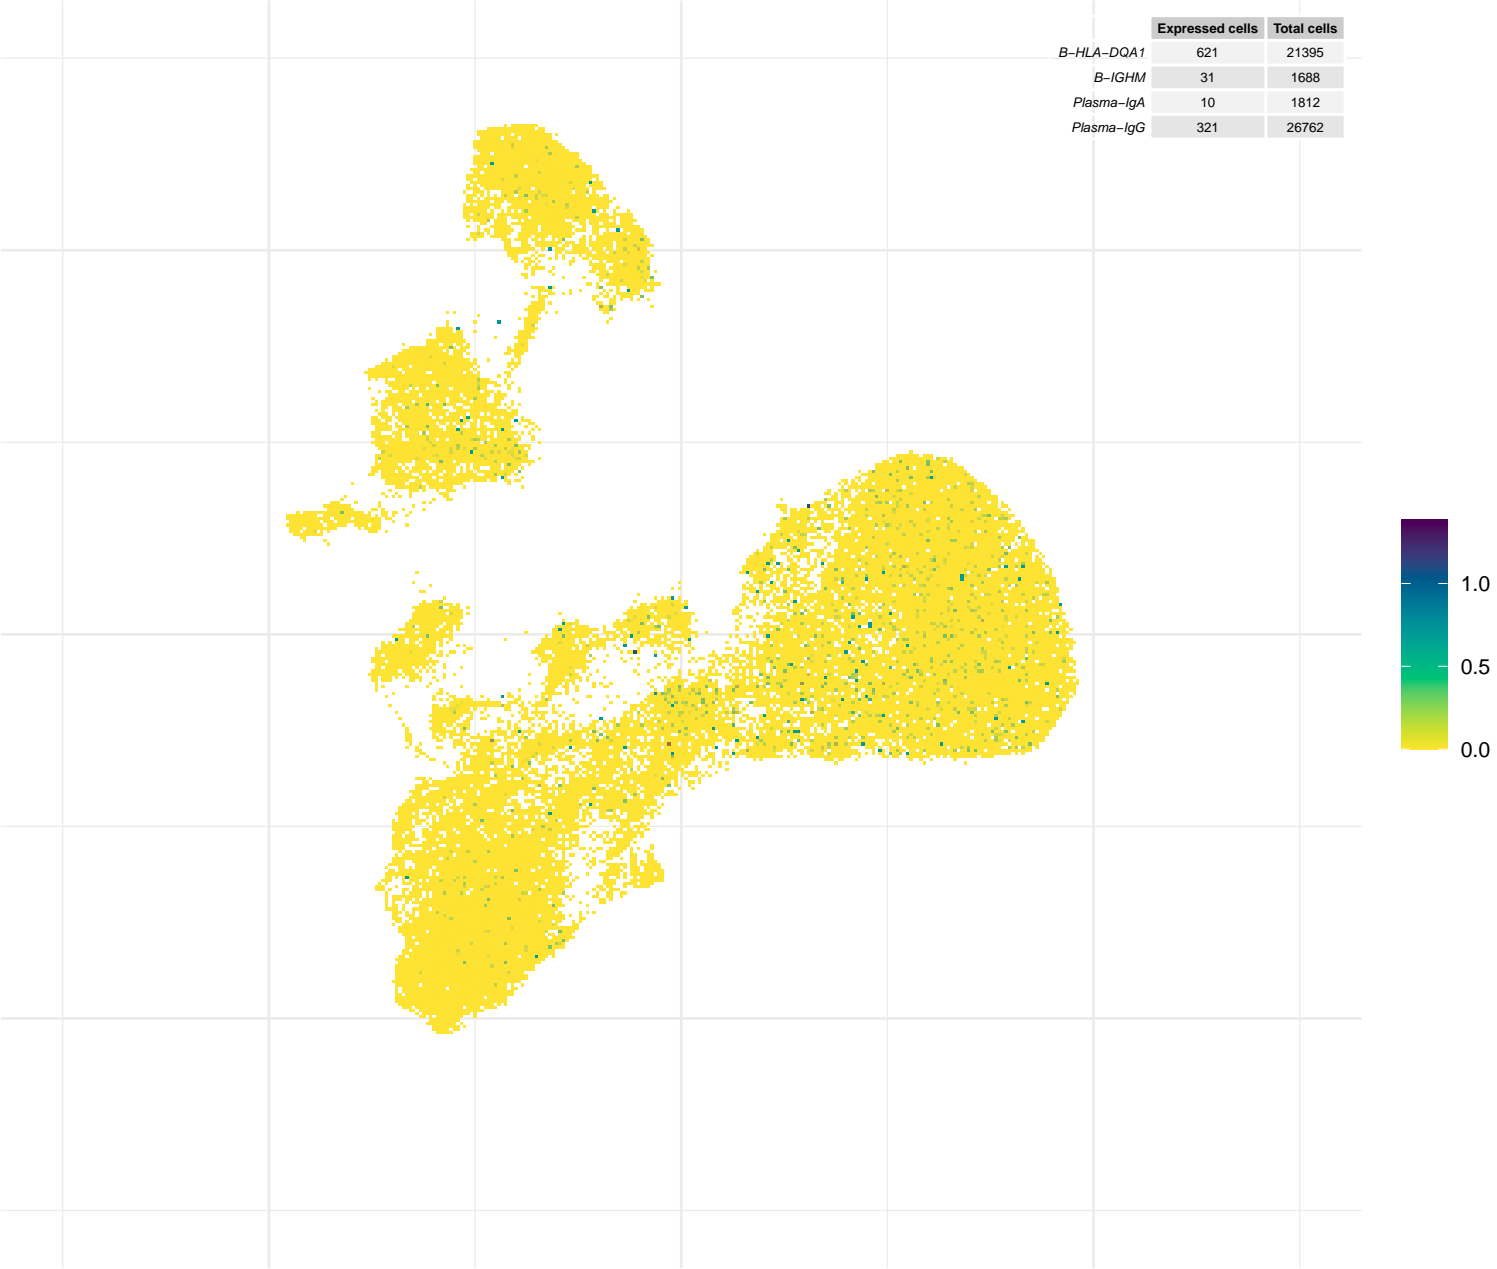 Expressed cells Total cells
B−HLA−DQA1 621 21395
B−IGHM 31 1688
Plasma−IgA 10 1812
Plasma−IgG 321 26762
1.0
0.5
0.0